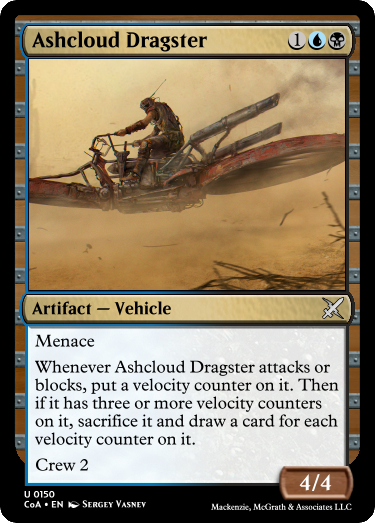 Ashcloud Dragster 1
Artifact — Vehicle
Menace
Whenever Ashcloud Dragster attacks or
blocks, put a velocity counter on it. Then
if it has three or more velocity counters
on it, sacrifice it and draw a card for each
velocity counter on it.
Crew 2
4/4
U 0150
CoA • EN Sergey Vasnev
Mackenzie, McGrath & Associates LLC